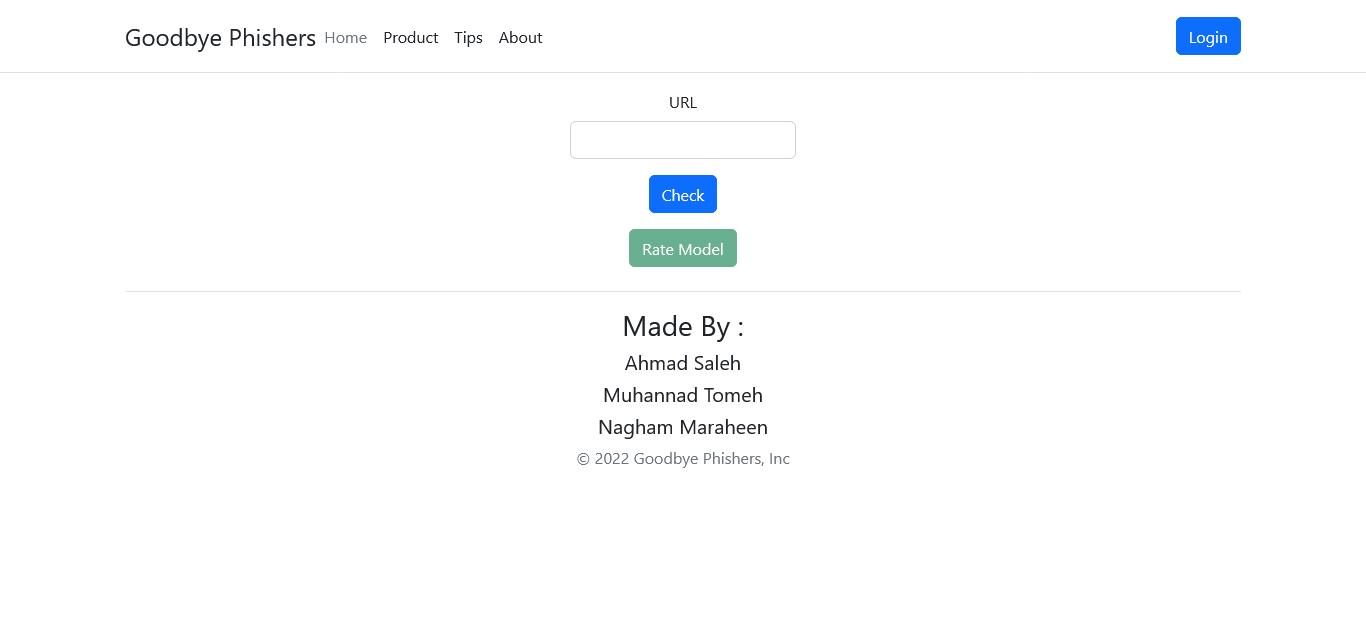 Goodbye Phishers Home Product Tips About Login
URL
Check
Rate Model
Made By :
Ahmad Saleh
Muhannad Tomeh
Nagham Maraheen
© 2022 Goodbye Phishers, Inc